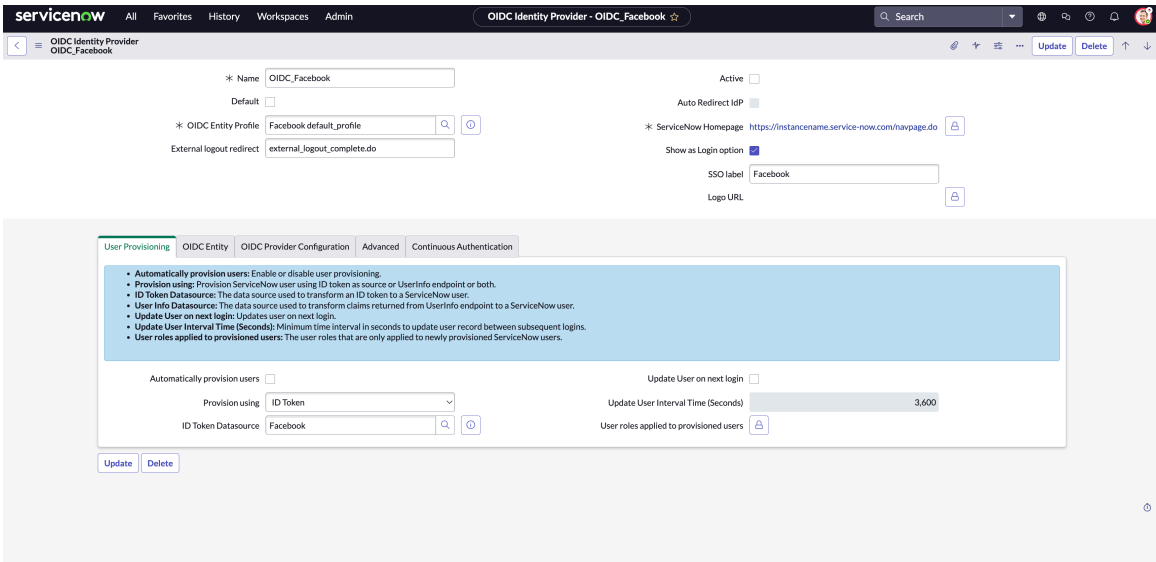 servicenow All Favorites History Workspaces Admin OIDC Identity Provider - OIDC_Facebook Search
OIDC Identity Provider
OIDC_Facebook
Update Delete
Name OIDC_Facebook
Active
Default
Auto Redirect IdP
OIDC Entity Profile Facebook default_profile
ServiceNow Homepage https://instancename.service-now.com/navpage.do
External logout redirect external_logout_complete.do
Show as Login option
SSO label Facebook
Logo URL
User Provisioning OIDC Entity OIDC Provider Configuration Advanced Continuous Authentication
• Automatically provision users: Enable or disable user provisioning.
• Provision using: Provision ServiceNow user using ID token as source or UserInfo endpoint or both.
• ID Token Datasource: The data source used to transform an ID token to a ServiceNow user.
• User Info Datasource: The data source used to transform claims returned from UserInfo endpoint to a ServiceNow user.
• Update User on next login: Updates user on next login.
• Update User Interval Time (Seconds): Minimum time interval in seconds to update user record between subsequent logins.
• User roles applied to provisioned users: The user roles that are only applied to newly provisioned ServiceNow users.
Automatically provision users
Update User on next login
Provision using ID Token
Update User Interval Time (Seconds) 3,600
ID Token Datasource Facebook
User roles applied to provisioned users
Update Delete